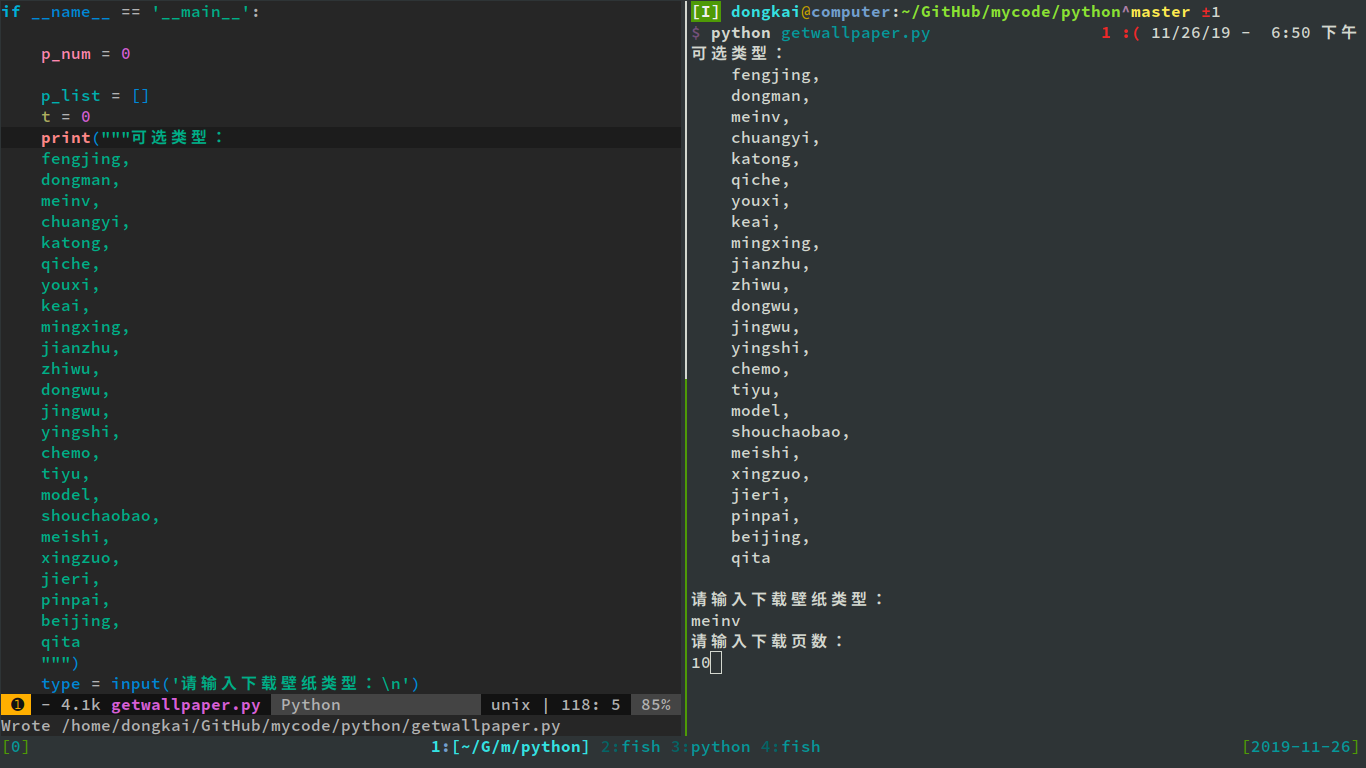 if __name__ == '__main__':
p_num = 0
p_list = []
t = 0
print("""可选类型：
fengjing,
dongman,
meinv,
chuangyi,
katong,
qiche,
youxi,
keai,
mingxing,
jianzhu,
zhiwu,
dongwu,
jingwu,
yingshi,
chemo,
tiyu,
model,
shouchaobao,
meishi,
xingzuo,
jieri,
pinpai,
beijing,
qita
""")
type = input('请输入下载壁纸类型：\n')
❶ - 4.1k getwallpaper.py Python unix | 118: 5 85%
Wrote /home/dongkai/GitHub/mycode/python/getwallpaper.py
[I] dongkai@computer:~/GitHub/mycode/python^master ±1
$ python getwallpaper.py 1 :( 11/26/19 - 6:50 下午
可选类型：
fengjing,
dongman,
meinv,
chuangyi,
katong,
qiche,
youxi,
keai,
mingxing,
jianzhu,
zhiwu,
dongwu,
jingwu,
yingshi,
chemo,
tiyu,
model,
shouchaobao,
meishi,
xingzuo,
jieri,
pinpai,
beijing,
qita
请输入下载壁纸类型：
meinv
请输入下载页数：
10
[0] 1:[~/G/m/python] 2:fish 3:python 4:fish [2019-11-26]